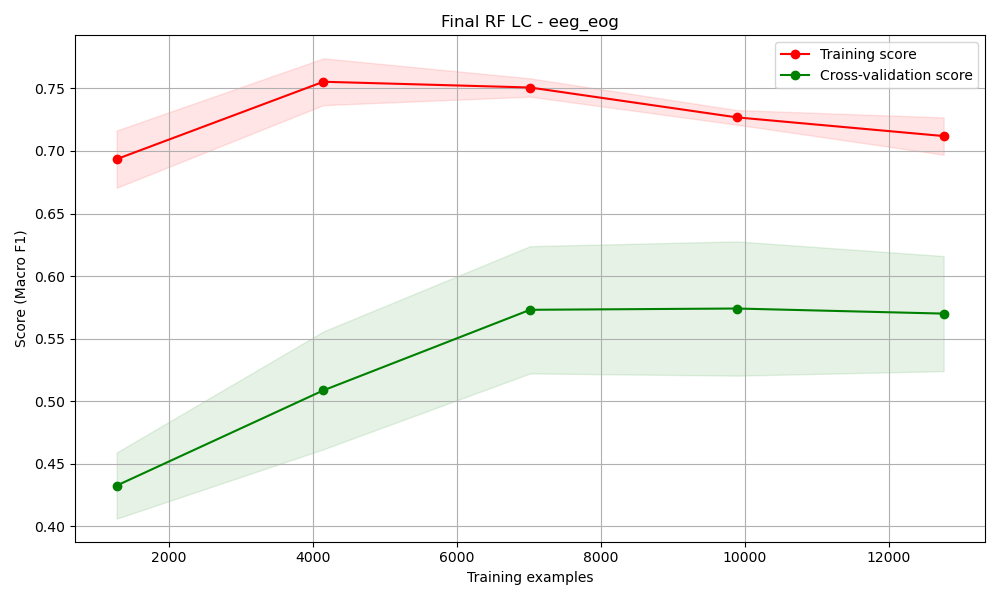 Final RF LC - eeg_eog
Training score
Cross-validation score
0.75
0.70
0.65
0.60
0.55
0.50
0.45
0.40
Score (Macro F1)
2000 4000 6000 8000 10000 12000
Training examples